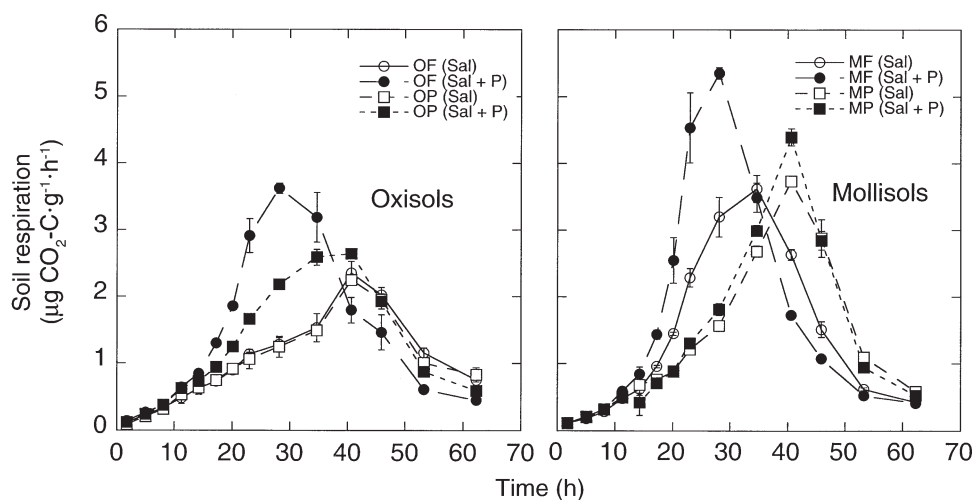 6
5
4
3
2
1
0
Soil respiration
(µg CO2-C·g-1·h-1)
OF (Sal)
OF (Sal + P)
OP (Sal)
OP (Sal + P)
Oxisols
0 10 20 30 40 50 60 70
MF (Sal)
MF (Sal + P)
MP (Sal)
MP (Sal + P)
Mollisols
0 10 20 30 40 50 60 70
Time (h)